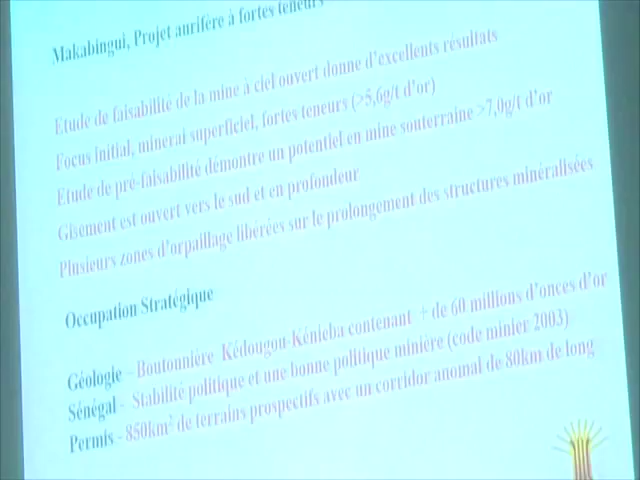 Makabingui, Projet aurifère à fortes teneurs
Etude de faisabilité de la mine à ciel ouvert donne d'excellents résultats
Focus initial, minerai superficiel, fortes teneurs (>5,6g/t d'or)
Etude de pré-faisabilité démontre un potentiel en mine souterraine >7,0g/t d'or
Gisement est ouvert vers le sud et en profondeur
Plusieurs zones d'orpaillage libérées sur le prolongement des structures minéralisées
Occupation Stratégique
Géologie – Boutonnière Kédougou-Kénieba contenant + de 60 millions d'onces d'or
Sénégal - Stabilité politique et une bonne politique minière (code minier 2003)
Permis - 850km² de terrains prospectifs avec un corridor anomal de 80km de long